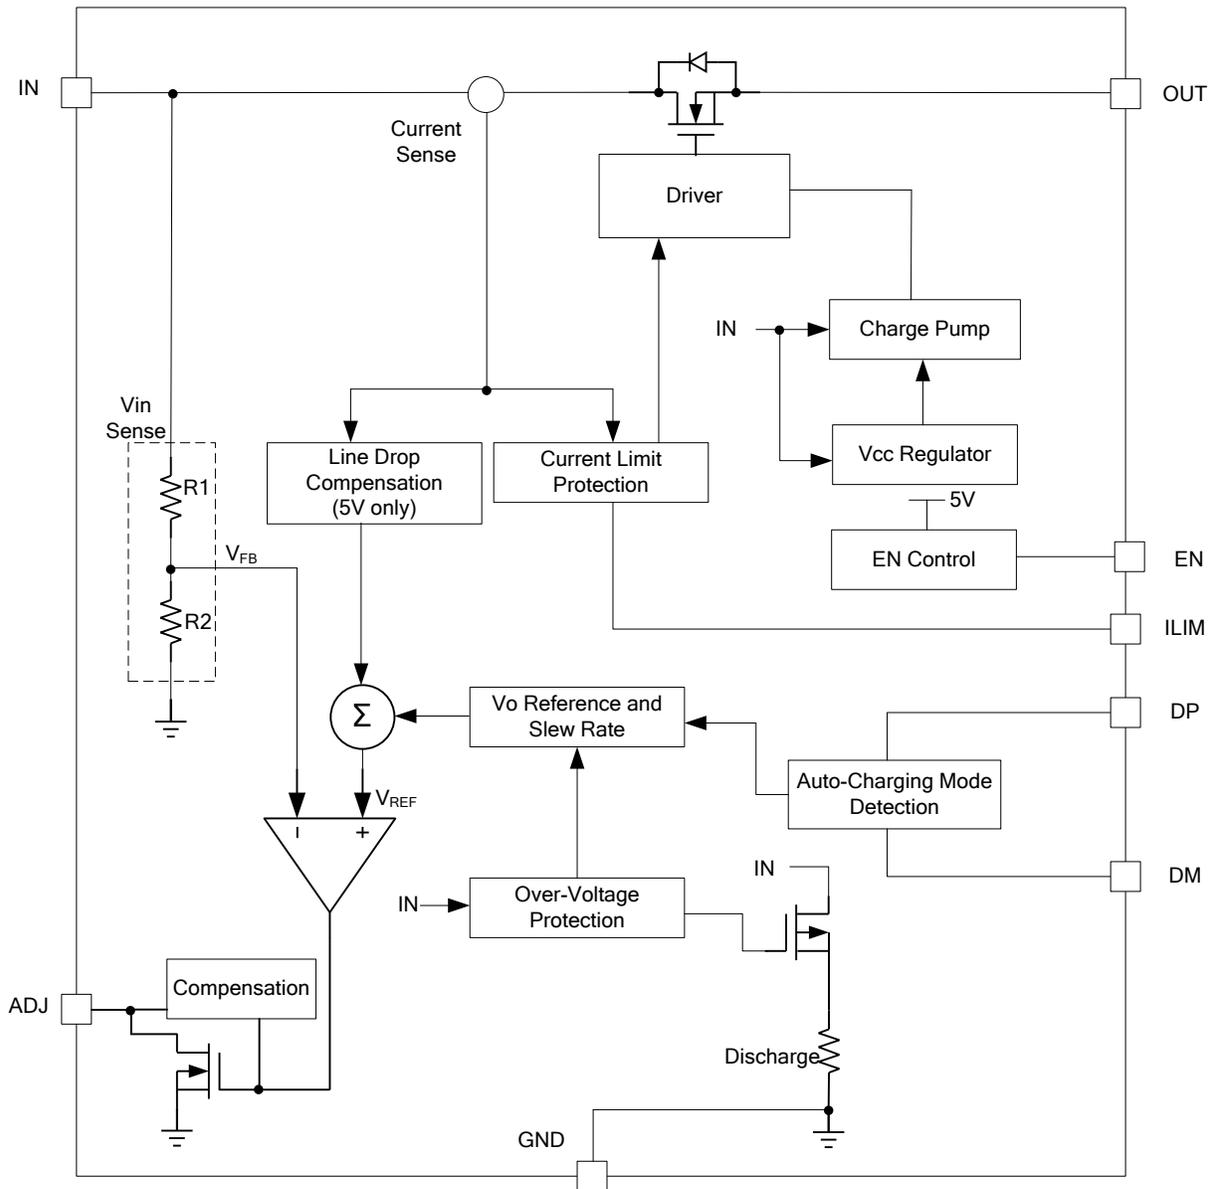 IN
OUT
Current
Sense
Driver
IN
Charge Pump
Vin
Sense
Line Drop
Compensation
(5V only)
Current Limit
Protection
Vcc Regulator
R1
5V
VFB
EN Control
EN
R2
ILIM
Σ
Vo Reference and
Slew Rate
DP
Auto-Charging Mode
Detection
VREF
- +
IN
DM
IN
Over-Voltage
Protection
Compensation
ADJ
Discharge
GND